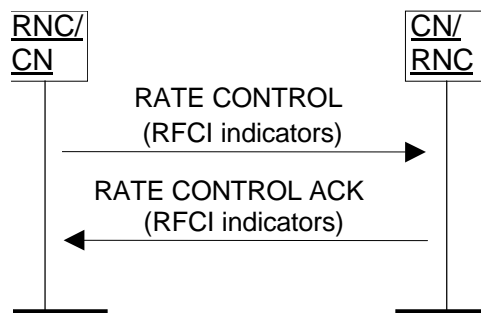 RNC/
CN
CN/
RNC
RATE CONTROL
(RFCI indicators)
RATE CONTROL ACK
(RFCI indicators)